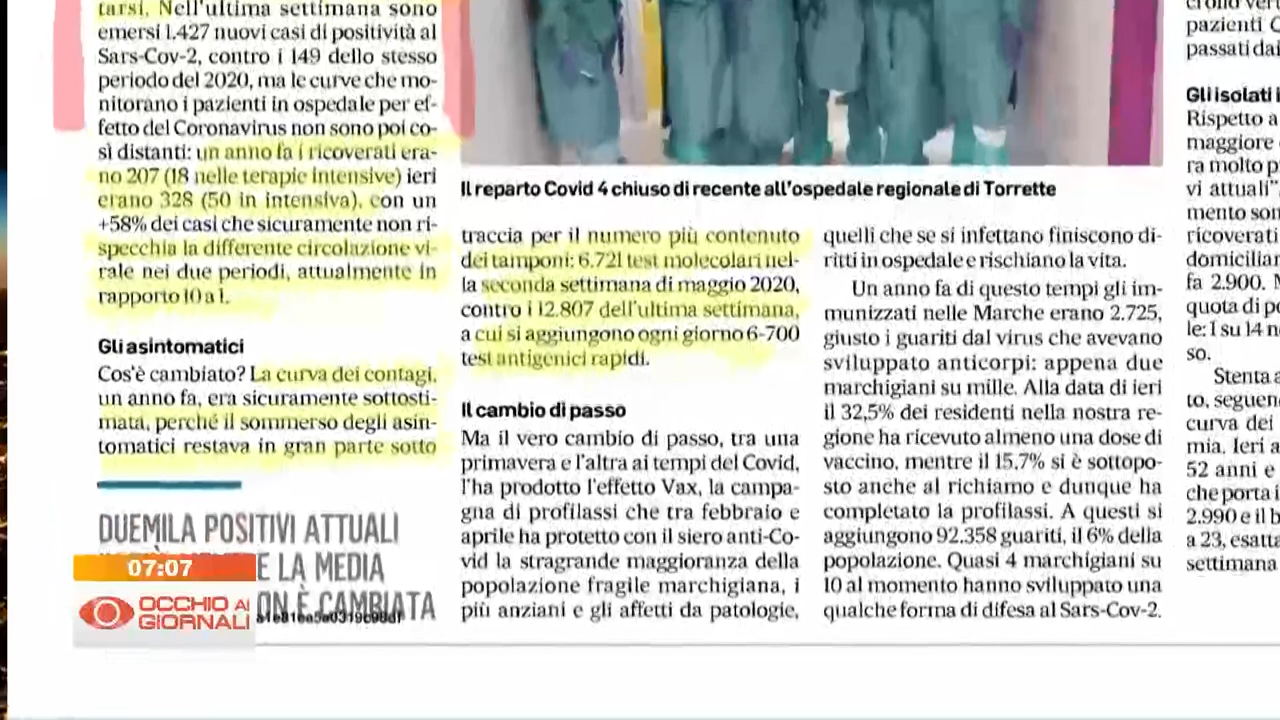 tarsi. Nell'ultima settimana sono
emersi 1.427 nuovi casi di positività al
Sars-Cov-2, contro i 149 dello stesso
periodo del 2020, ma le curve che mo-
nitorano i pazienti in ospedale per ef-
fetto del Coronavirus non sono poi co-
sì distanti: un anno fa i ricoverati era-
no 207 (18 nelle terapie intensive) ieri
erano 328 (50 in intensiva), con un
+58% dei casi che sicuramente non ri-
specchia la differente circolazione vi-
rale nei due periodi, attualmente in
rapporto 10 a 1.
Gli asintomatici
Cos'è cambiato? La curva dei contagi,
un anno fa, era sicuramente sottosti-
mata, perché il sommerso degli asin-
tomatici restava in gran parte sotto
DUEMILA POSITIVI ATTUALI
E LA MEDIA
ON È CAMBIATA
07:07
OCCHIO AI
GIORNALI
Il reparto Covid 4 chiuso di recente all'ospedale regionale di Torrette
traccia per il numero più contenuto
dei tamponi: 6.721 test molecolari nel-
la seconda settimana di maggio 2020,
contro i 12.807 dell'ultima settimana,
a cui si aggiungono ogni giorno 6-700
test antigenici rapidi.
Il cambio di passo
Ma il vero cambio di passo, tra una
primavera e l'altra ai tempi del Covid,
l'ha prodotto l'effetto Vax, la campa-
gna di profilassi che tra febbraio e
aprile ha protetto con il siero anti-Co-
vid la stragrande maggioranza della
popolazione fragile marchigiana, i
più anziani e gli affetti da patologie,
quelli che se si infettano finiscono di-
ritti in ospedale e rischiano la vita.
Un anno fa di questo tempi gli im-
munizzati nelle Marche erano 2.725,
giusto i guariti dal virus che avevano
sviluppato anticorpi: appena due
marchigiani su mille. Alla data di ieri
il 32,5% dei residenti nella nostra re-
gione ha ricevuto almeno una dose di
vaccino, mentre il 15,7% si è sottopo-
sto anche al richiamo e dunque ha
completato la profilassi. A questi si
aggiungono 92.358 guariti, il 6% della
popolazione. Quasi 4 marchigiani su
10 al momento hanno sviluppato una
qualche forma di difesa al Sars-Cov-2.
pazienti C
passati dal
Gli isolati i
Rispetto a
maggiore
ra molto p
vi attuali"
mento son
ricoverati
domiciliar
fa 2.900. M
quota di po
le: 1 su 14 n
so.
Stenta a
to, seguen
curva dei
mia. Ieri a
52 anni e
che porta i
2.990 e il b
a 23, esatta
settimana